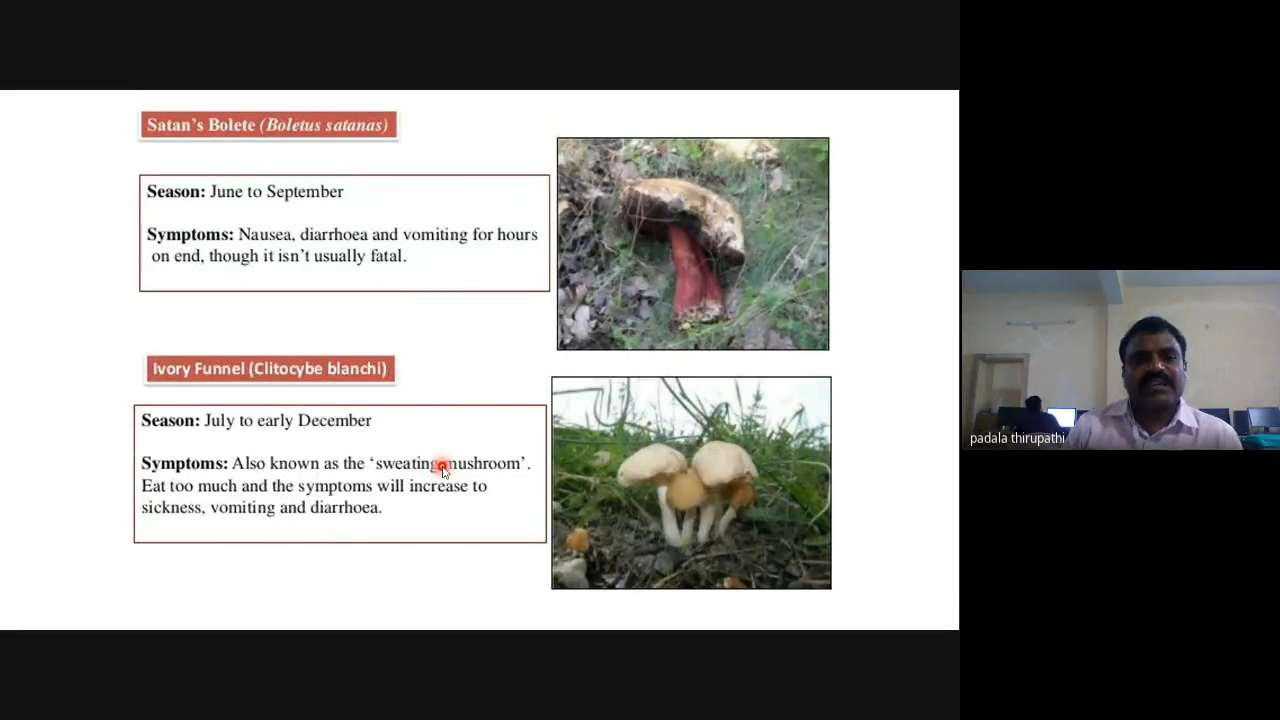 Satan's Bolete (Boletus satanas)
Season: June to September
Symptoms: Nausea, diarrhoea and vomiting for hours
on end, though it isn't usually fatal.
Ivory Funnel (Clitocybe blanchi)
Season: July to early December
Symptoms: Also known as the ‘sweating mushroom’.
Eat too much and the symptoms will increase to
sickness, vomiting and diarrhoea.
padala thirupathi